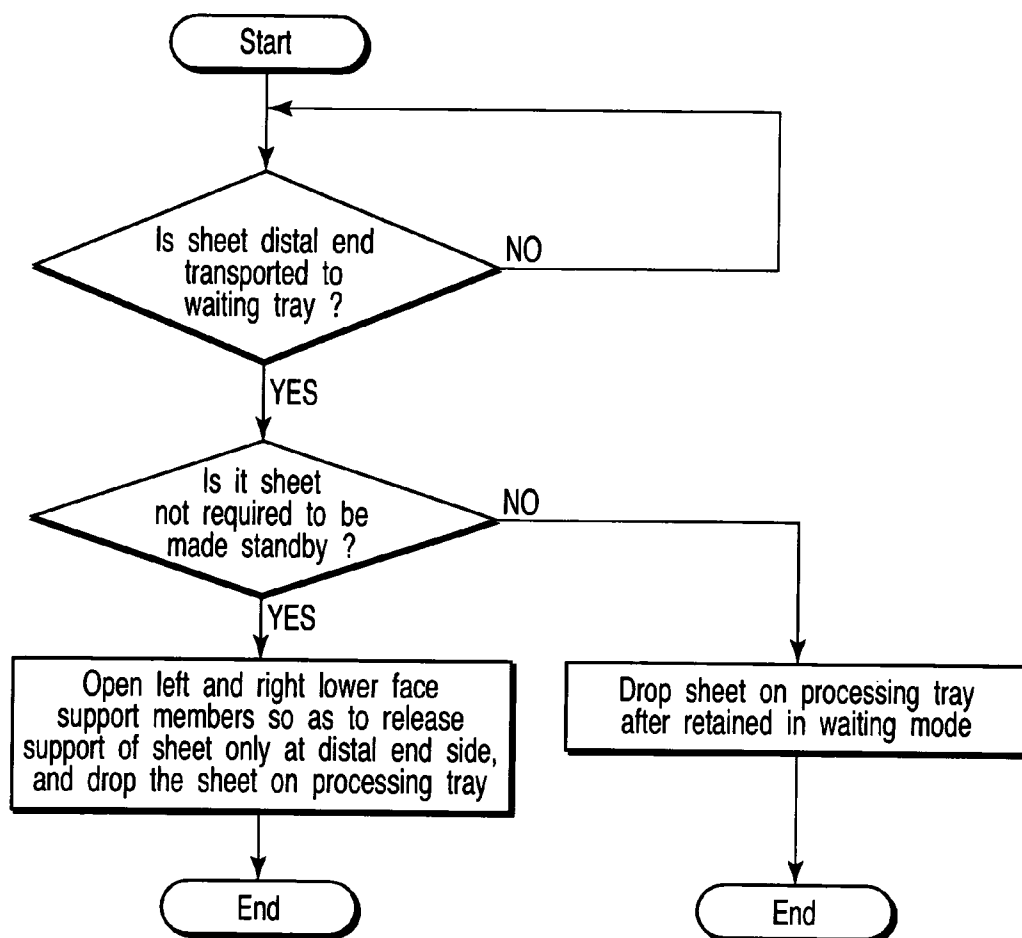 Start
Is sheet distal end
transported to
waiting tray ?
NO
YES
Is it sheet
not required to be
made standby ?
NO
YES
Open left and right lower face
support members so as to release
support of sheet only at distal end side,
and drop the sheet on processing tray
Drop sheet on processing tray
after retained in waiting mode
End
End